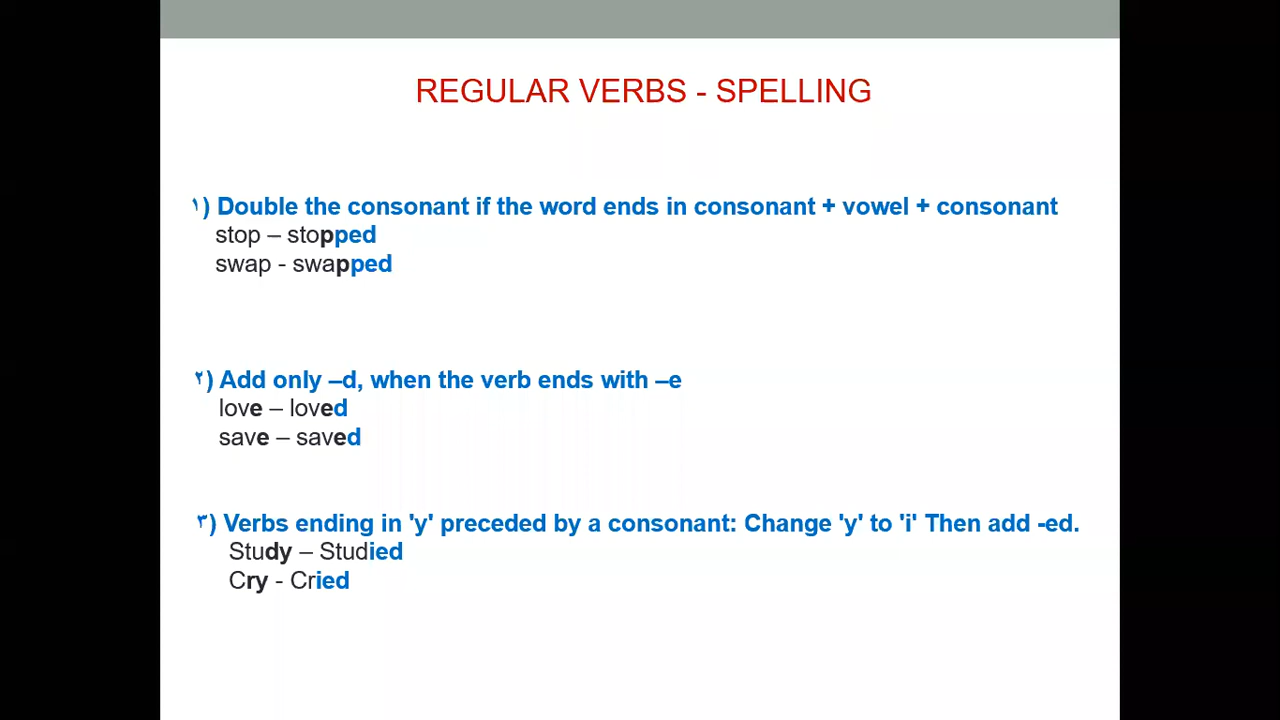 REGULAR VERBS - SPELLING
١) Double the consonant if the word ends in consonant + vowel + consonant
stop – stopped
swap - swapped
٢) Add only –d, when the verb ends with –e
love – loved
save – saved
٣) Verbs ending in 'y' preceded by a consonant: Change 'y' to 'i' Then add -ed.
Study – Studied
Cry - Cried